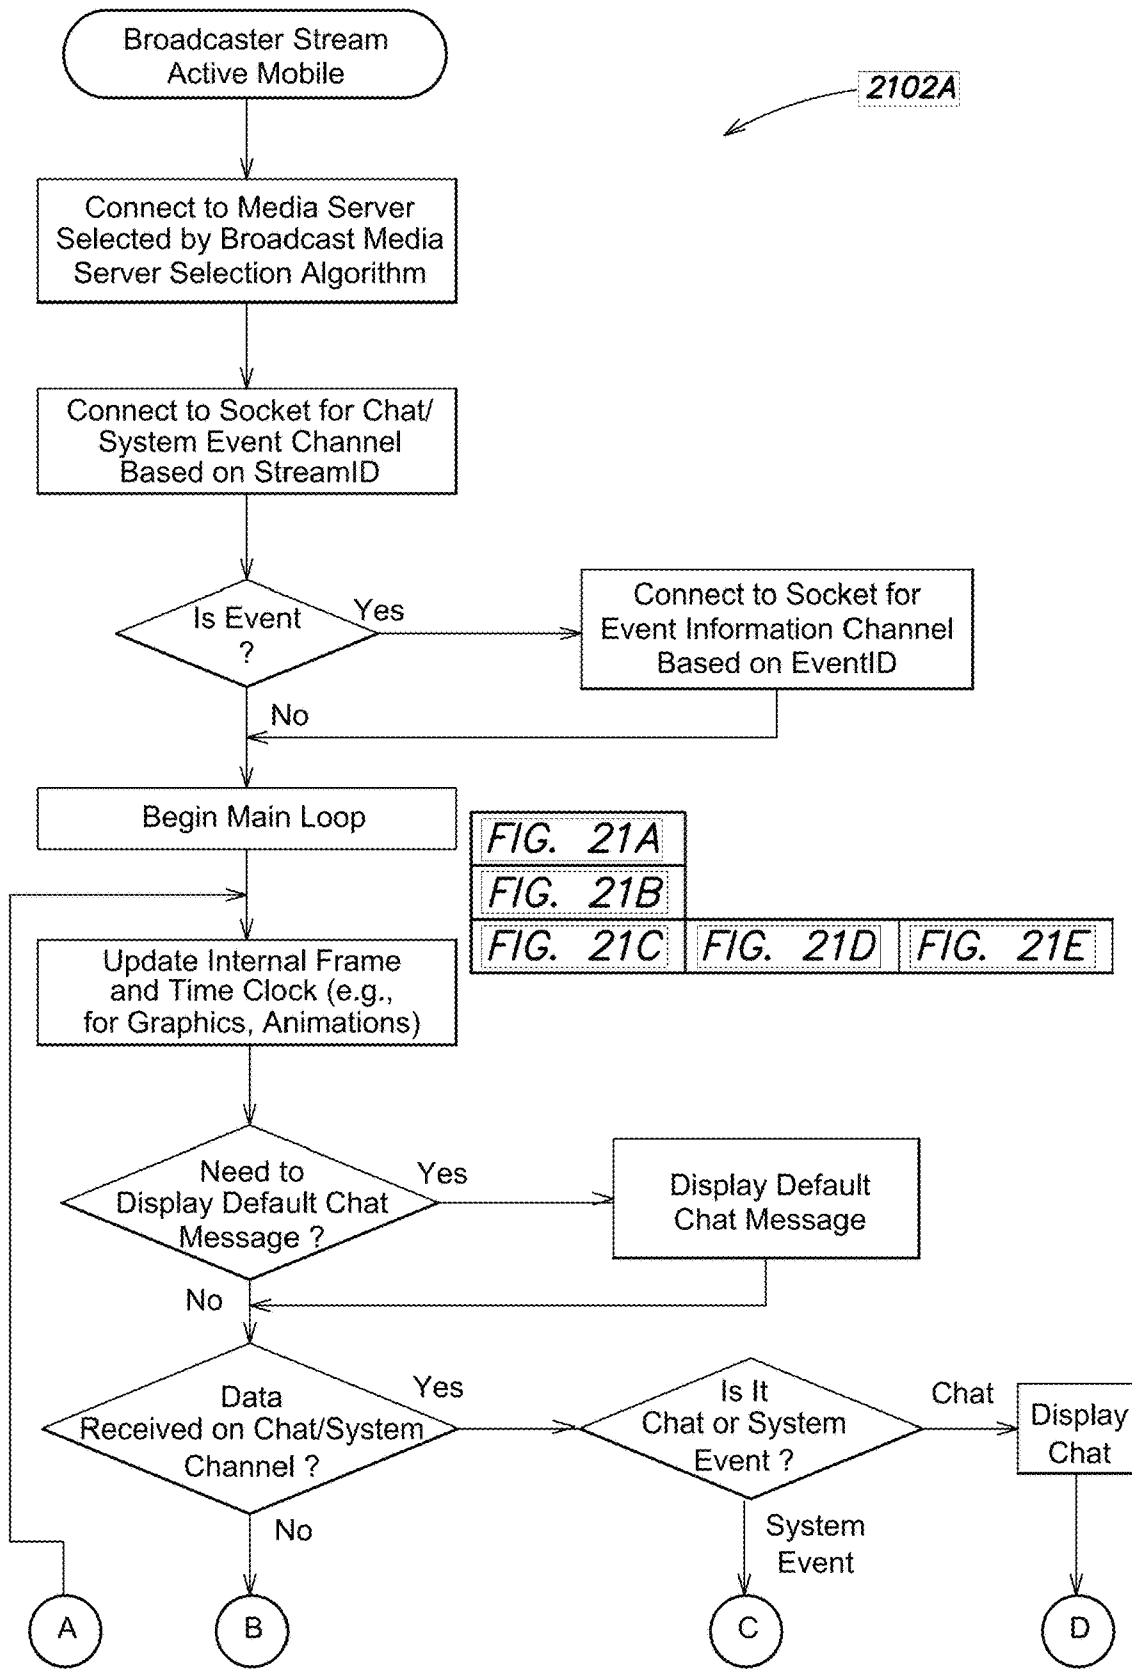 Broadcaster Stream
Active Mobile
2102A
Connect to Media Server
Selected by Broadcast Media
Server Selection Algorithm
Connect to Socket for Chat/
System Event Channel
Based on StreamID
Is Event
?
Yes
Connect to Socket for
Event Information Channel
Based on EventID
No
Begin Main Loop
FIG. 21A
FIG. 21B
FIG. 21C
FIG. 21D
FIG. 21E
Update Internal Frame
and Time Clock (e.g.,
for Graphics, Animations)
Need to
Display Default Chat
Message ?
Yes
Display Default
Chat Message
No
Data
Received on Chat/System
Channel ?
Yes
Is It
Chat or System
Event ?
Chat
Display
Chat
No
System
Event
A
B
C
D